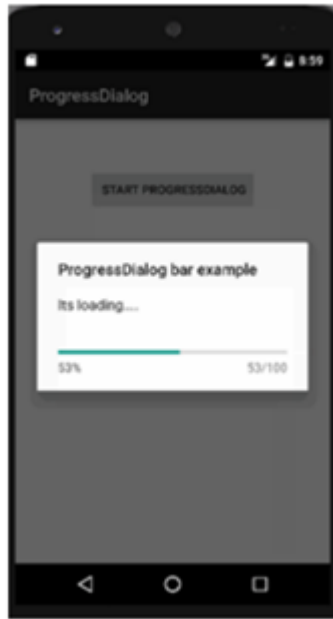 8:59
ProgressDialog
START PROGRESSDIALOG
ProgressDialog bar example
Its loading....
53% 53/100